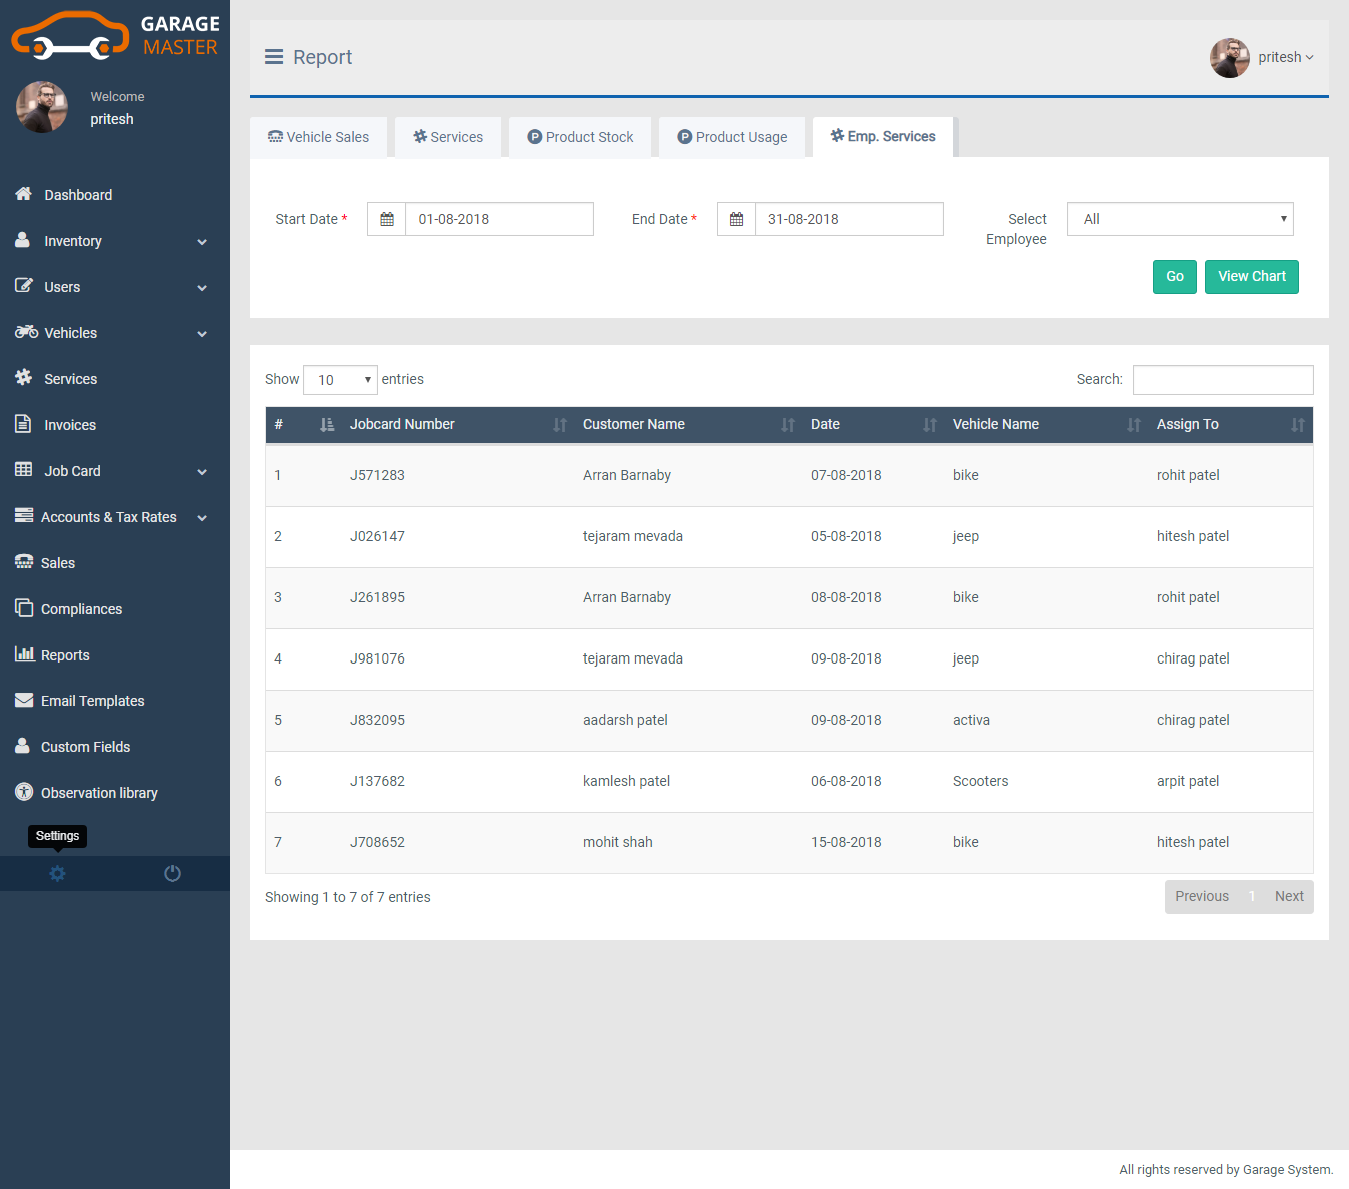 GARAGE
MASTER
Welcome
pritesh
Dashboard
Inventory
Users
Vehicles
Services
Invoices
Job Card
Accounts & Tax Rates
Sales
Compliances
Reports
Email Templates
Custom Fields
Observation library
Settings
Report
pritesh
Vehicle Sales Services P Product Stock P Product Usage Emp. Services
Start Date * 01-08-2018 End Date * 31-08-2018 Select Employee All
Go View Chart
Show 10 entries Search:
# Jobcard Number Customer Name Date Vehicle Name Assign To
1 J571283 Arran Barnaby 07-08-2018 bike rohit patel
2 J026147 tejaram mevada 05-08-2018 jeep hitesh patel
3 J261895 Arran Barnaby 08-08-2018 bike rohit patel
4 J981076 tejaram mevada 09-08-2018 jeep chirag patel
5 J832095 aadarsh patel 09-08-2018 activa chirag patel
6 J137682 kamlesh patel 06-08-2018 Scooters arpit patel
7 J708652 mohit shah 15-08-2018 bike hitesh patel
Showing 1 to 7 of 7 entries Previous 1 Next
All rights reserved by Garage System.